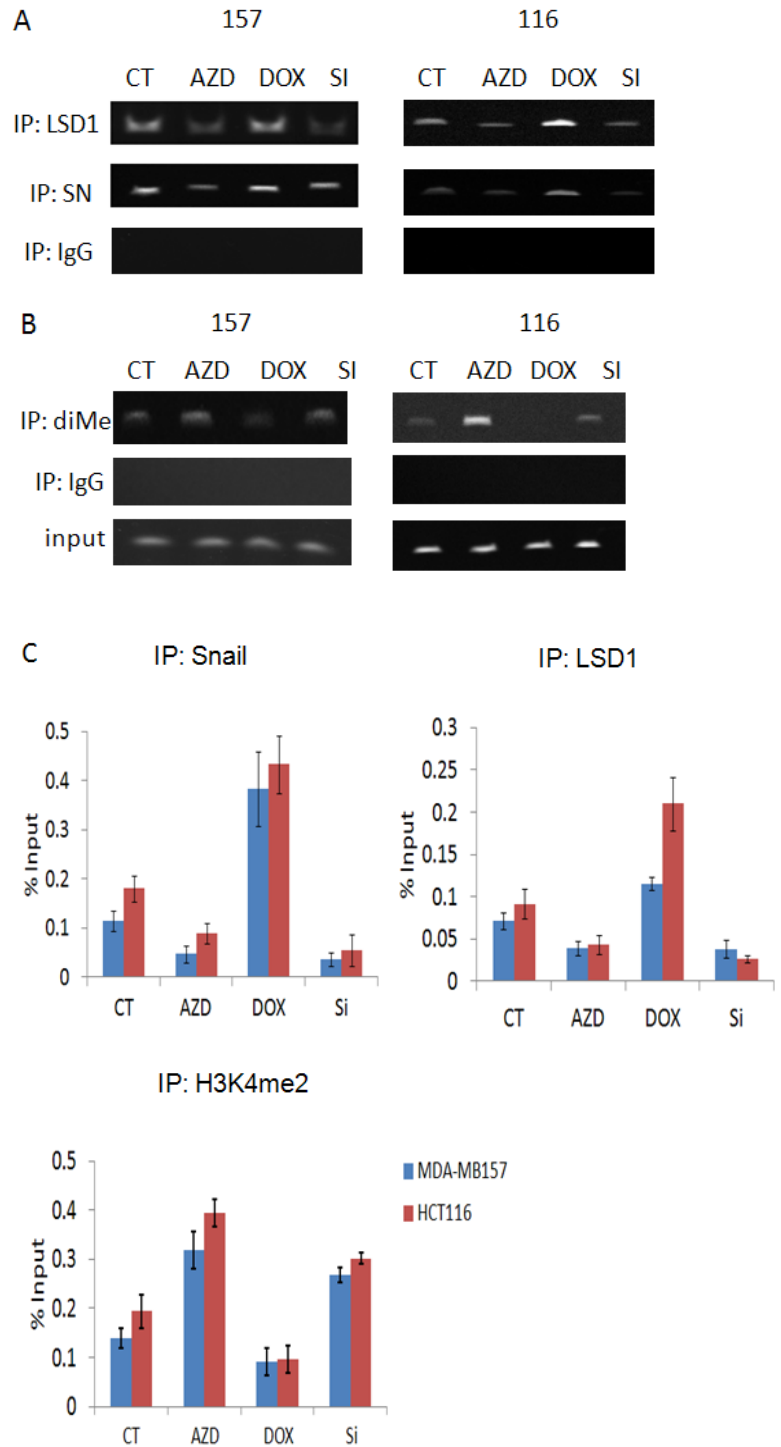 A
157 116
CT AZD DOX SI CT AZD DOX SI
IP: LSD1
IP: SN
IP: IgG
B
157 116
CT AZD DOX SI CT AZD DOX SI
IP: diMe
IP: IgG
input
C
IP: Snail
0.5
0.4
0.3
0.2
0.1
0
% Input
CT AZD DOX Si
IP: LSD1
0.3
0.25
0.2
0.15
0.1
0.05
0
% Input
CT AZD DOX Si
IP: H3K4me2
0.5
0.4
0.3
0.2
0.1
0
% Input
CT AZD DOX Si
MDA-MB157
HCT116